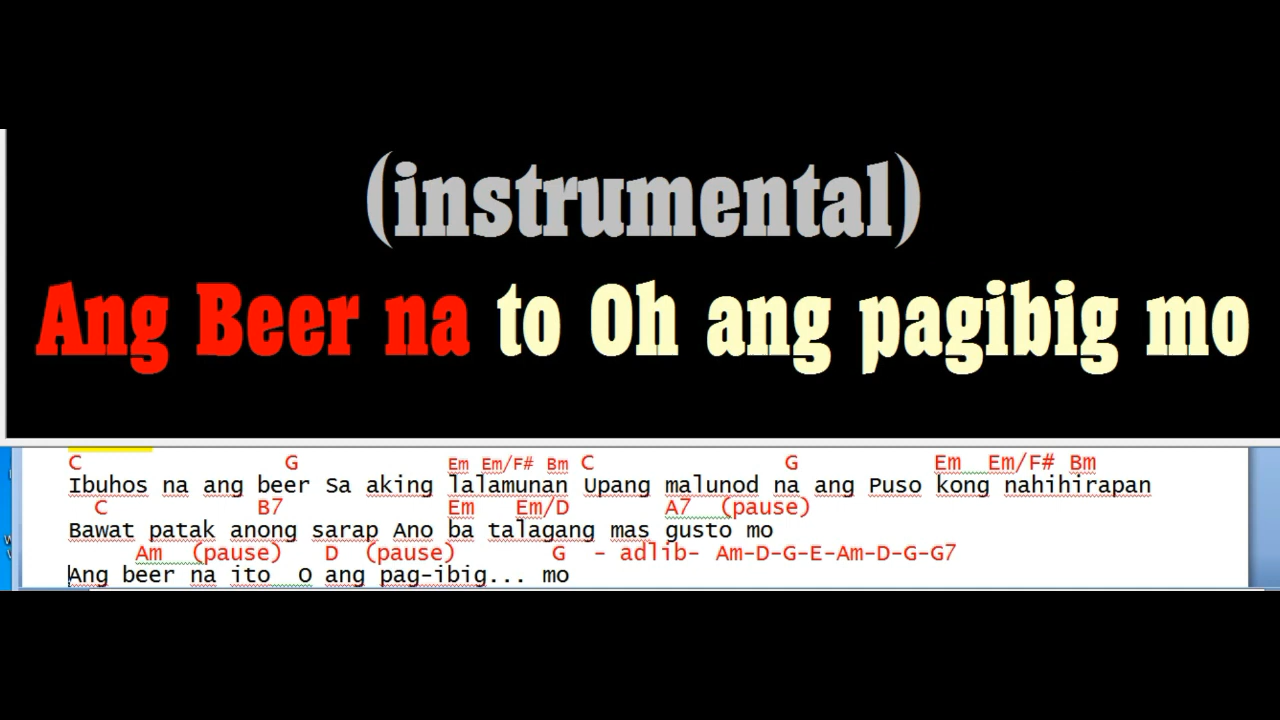 (instrumental)
Ang Beer na to Oh ang pagibig mo
C G Em Em/F# Bm C G Em Em/F# Bm
Ibuhos na ang beer Sa aking lalamunan Upang malunod na ang Puso kong nahihirapan
C B7 Em Em/D A7 (pause)
Bawat patak anong sarap Ano ba talagang mas gusto mo
Am (pause) D (pause) G - adlib- Am-D-G-E-Am-D-G-G7
Ang beer na ito O ang pag-ibig... mo